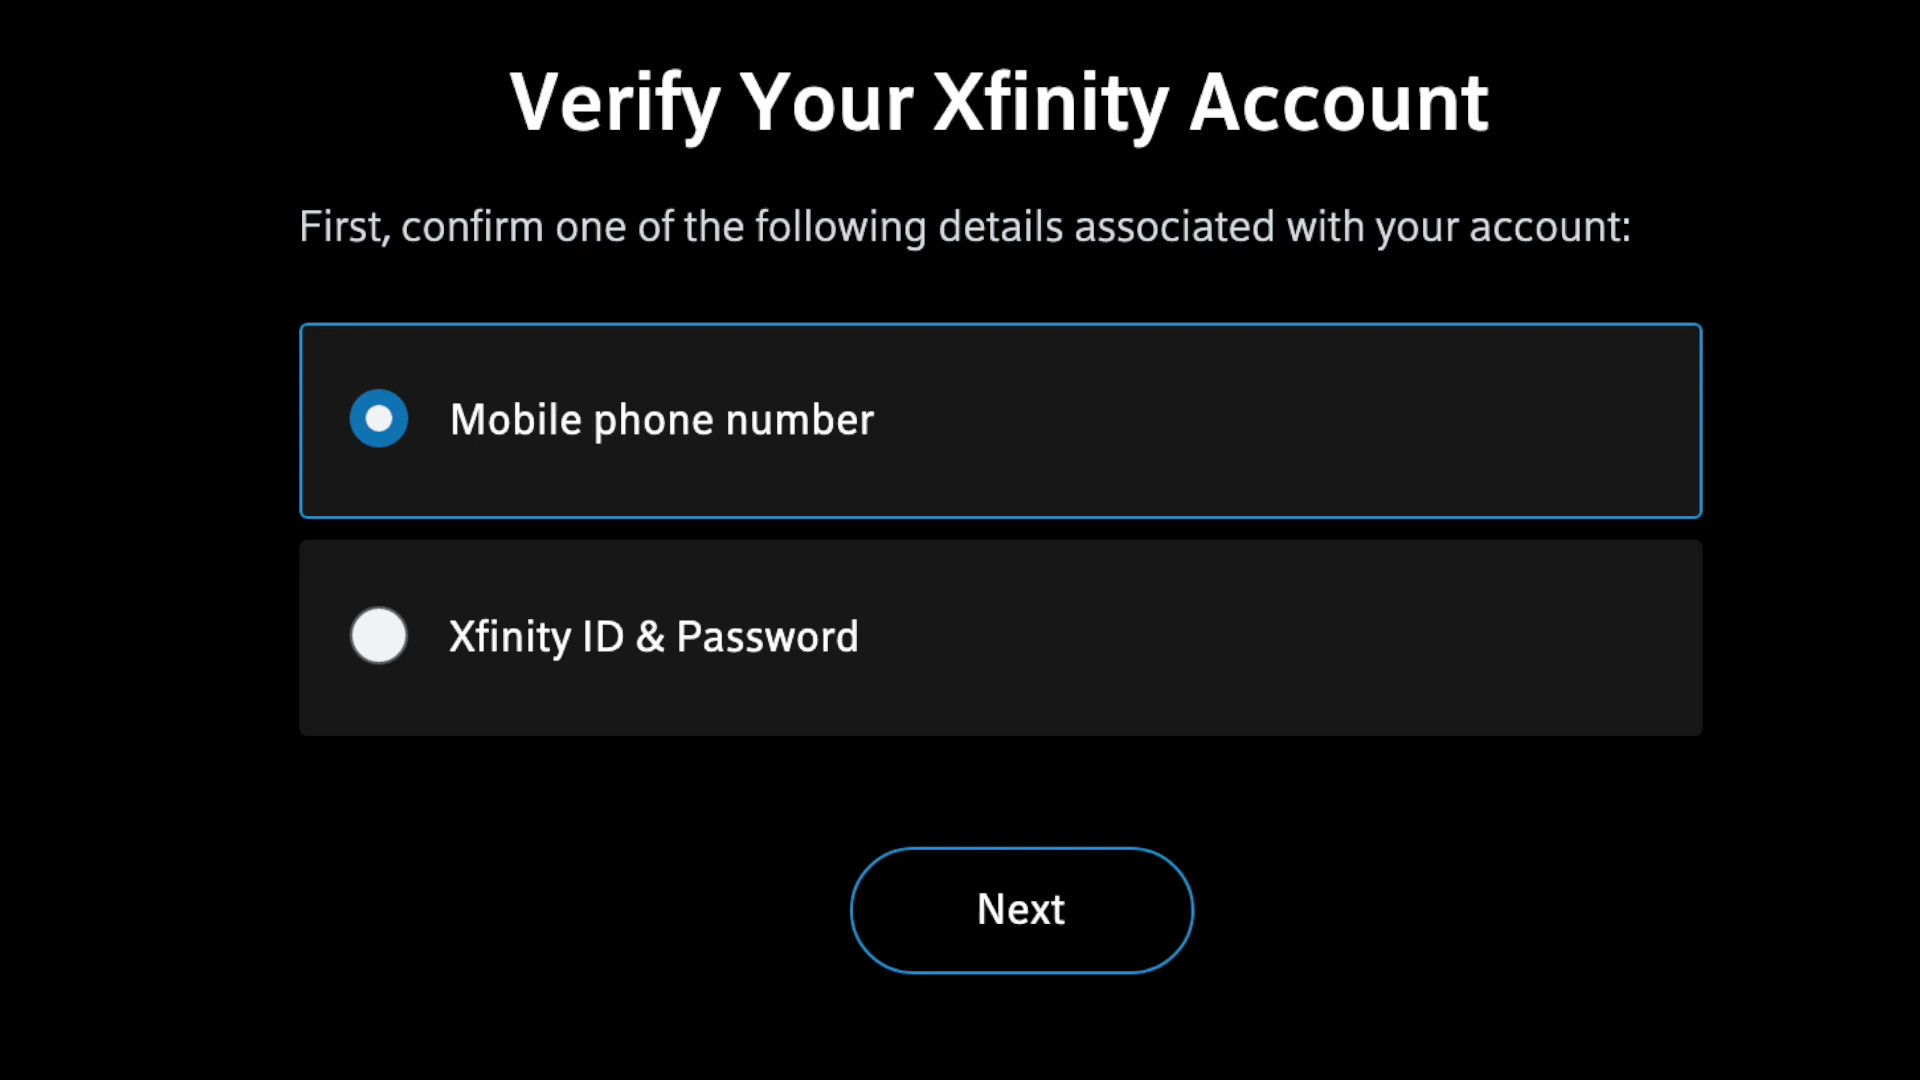 Verify Your Xfinity Account
First, confirm one of the following details associated with your account:
Mobile phone number
Xfinity ID & Password
Next